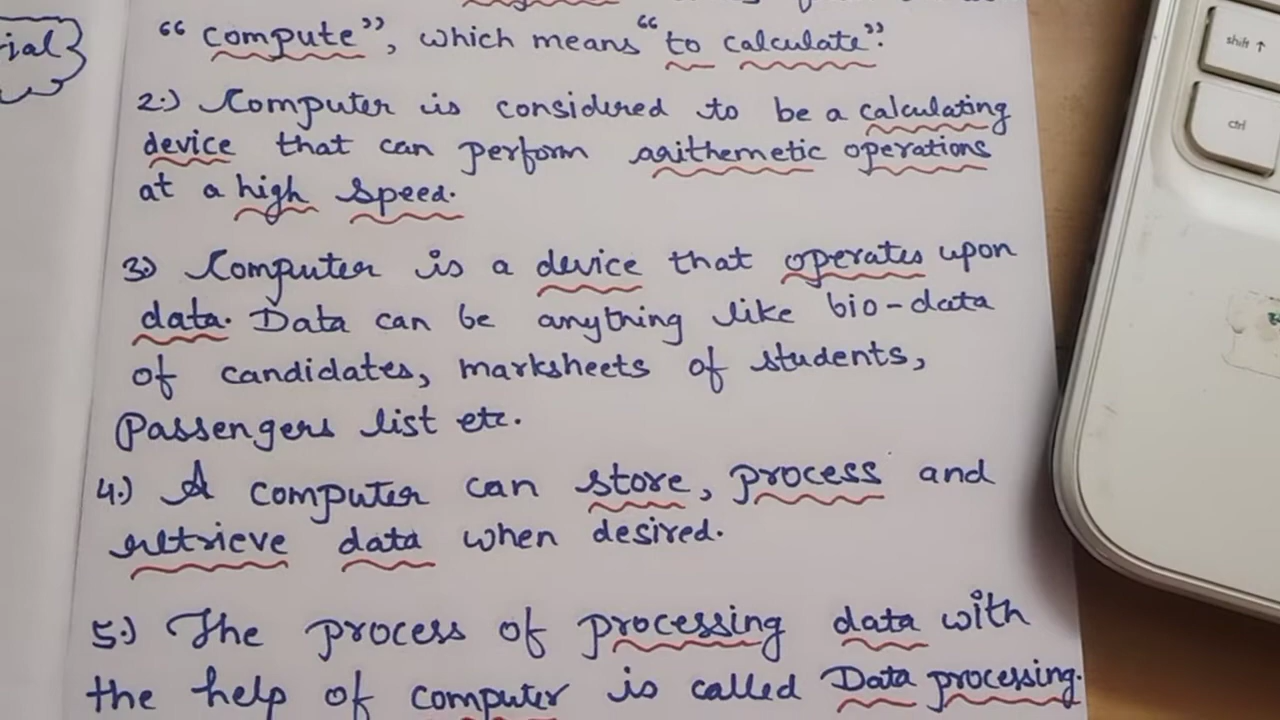 ial
“compute”, which means “to calculate”.
2.) Computer is considered to be a calculating
device that can perform arithemetic operations
at a high speed.
3.) Computer is a device that operates upon
data. Data can be anything like bio-data
of candidates, marksheets of students,
Passengers list etc.
4.) A computer can store, process and
retrieve data when desired.
5.) The process of processing data with
the help of computer is called Data processing.
shift ↑
ctrl